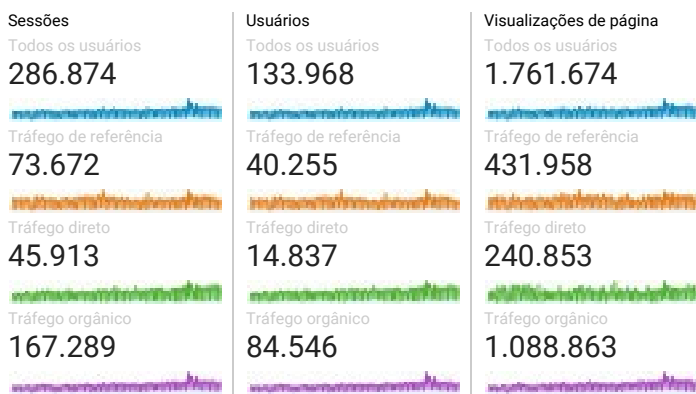 Sessões
Todos os usuários
286.874
Tráfego de referência
73.672
Tráfego direto
45.913
Tráfego orgânico
167.289
Usuários
Todos os usuários
133.968
Tráfego de referência
40.255
Tráfego direto
14.837
Tráfego orgânico
84.546
Visualizações de página
Todos os usuários
1.761.674
Tráfego de referência
431.958
Tráfego direto
240.853
Tráfego orgânico
1.088.863